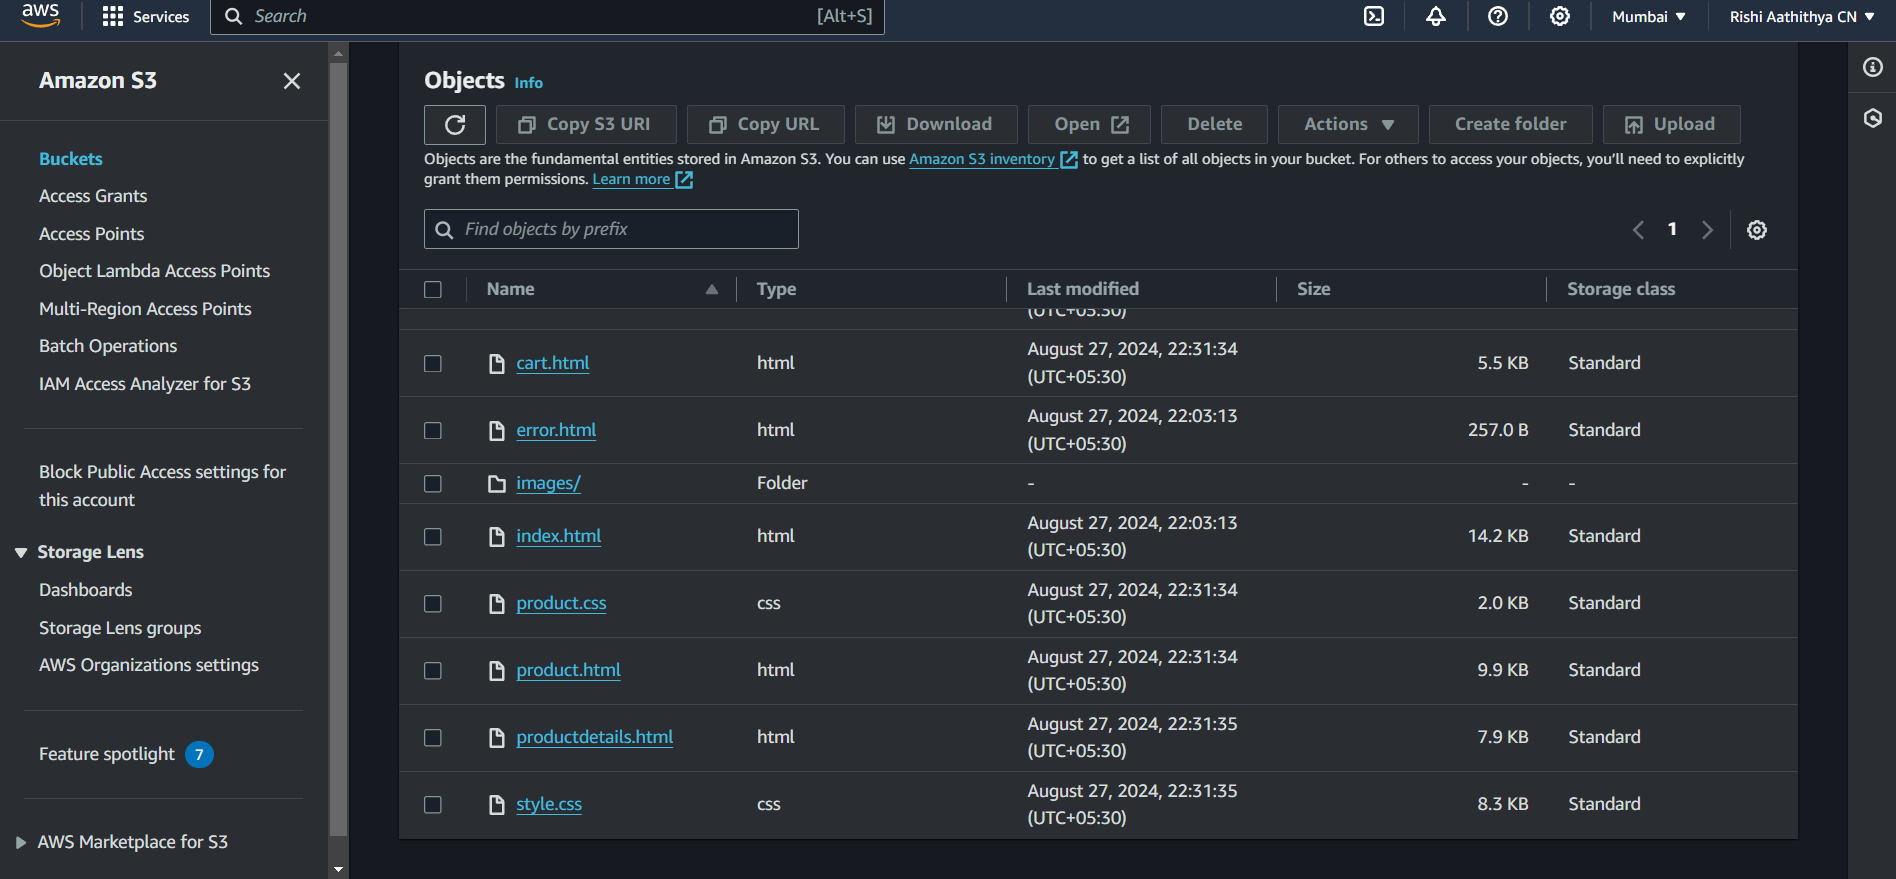 aws
Services
Search
[Alt+S]
Mumbai
Rishi Aathithya CN
Amazon S3
Buckets
Access Grants
Access Points
Object Lambda Access Points
Multi-Region Access Points
Batch Operations
IAM Access Analyzer for S3
Block Public Access settings for
this account
Storage Lens
Dashboards
Storage Lens groups
AWS Organizations settings
Feature spotlight 7
AWS Marketplace for S3
Objects Info
Copy S3 URI
Copy URL
Download
Open
Delete
Actions
Create folder
Upload
Objects are the fundamental entities stored in Amazon S3. You can use Amazon S3 inventory to get a list of all objects in your bucket. For others to access your objects, you'll need to explicitly
grant them permissions. Learn more
Find objects by prefix
1
Name Type Last modified Size Storage class
(UTC+05:30)
cart.html html August 27, 2024, 22:31:34 5.5 KB Standard
(UTC+05:30)
error.html html August 27, 2024, 22:03:13 257.0 B Standard
(UTC+05:30)
images/ Folder - - -
index.html html August 27, 2024, 22:03:13 14.2 KB Standard
(UTC+05:30)
product.css css August 27, 2024, 22:31:34 2.0 KB Standard
(UTC+05:30)
product.html html August 27, 2024, 22:31:34 9.9 KB Standard
(UTC+05:30)
productdetails.html html August 27, 2024, 22:31:35 7.9 KB Standard
(UTC+05:30)
style.css css August 27, 2024, 22:31:35 8.3 KB Standard
(UTC+05:30)